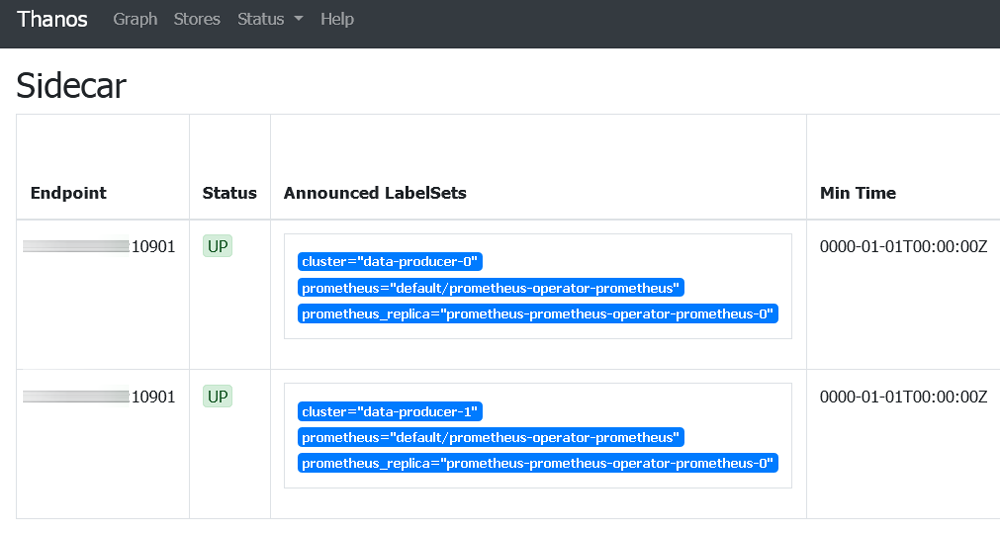 Thanos Graph Stores Status Help
Sidecar
Endpoint Status Announced LabelSets Min Time
10901 UP 0000-01-01T00:00:00Z
cluster="data-producer-0"
prometheus="default/prometheus-operator-prometheus"
prometheus_replica="prometheus-prometheus-operator-prometheus-0"
10901 UP 0000-01-01T00:00:00Z
cluster="data-producer-1"
prometheus="default/prometheus-operator-prometheus"
prometheus_replica="prometheus-prometheus-operator-prometheus-0"